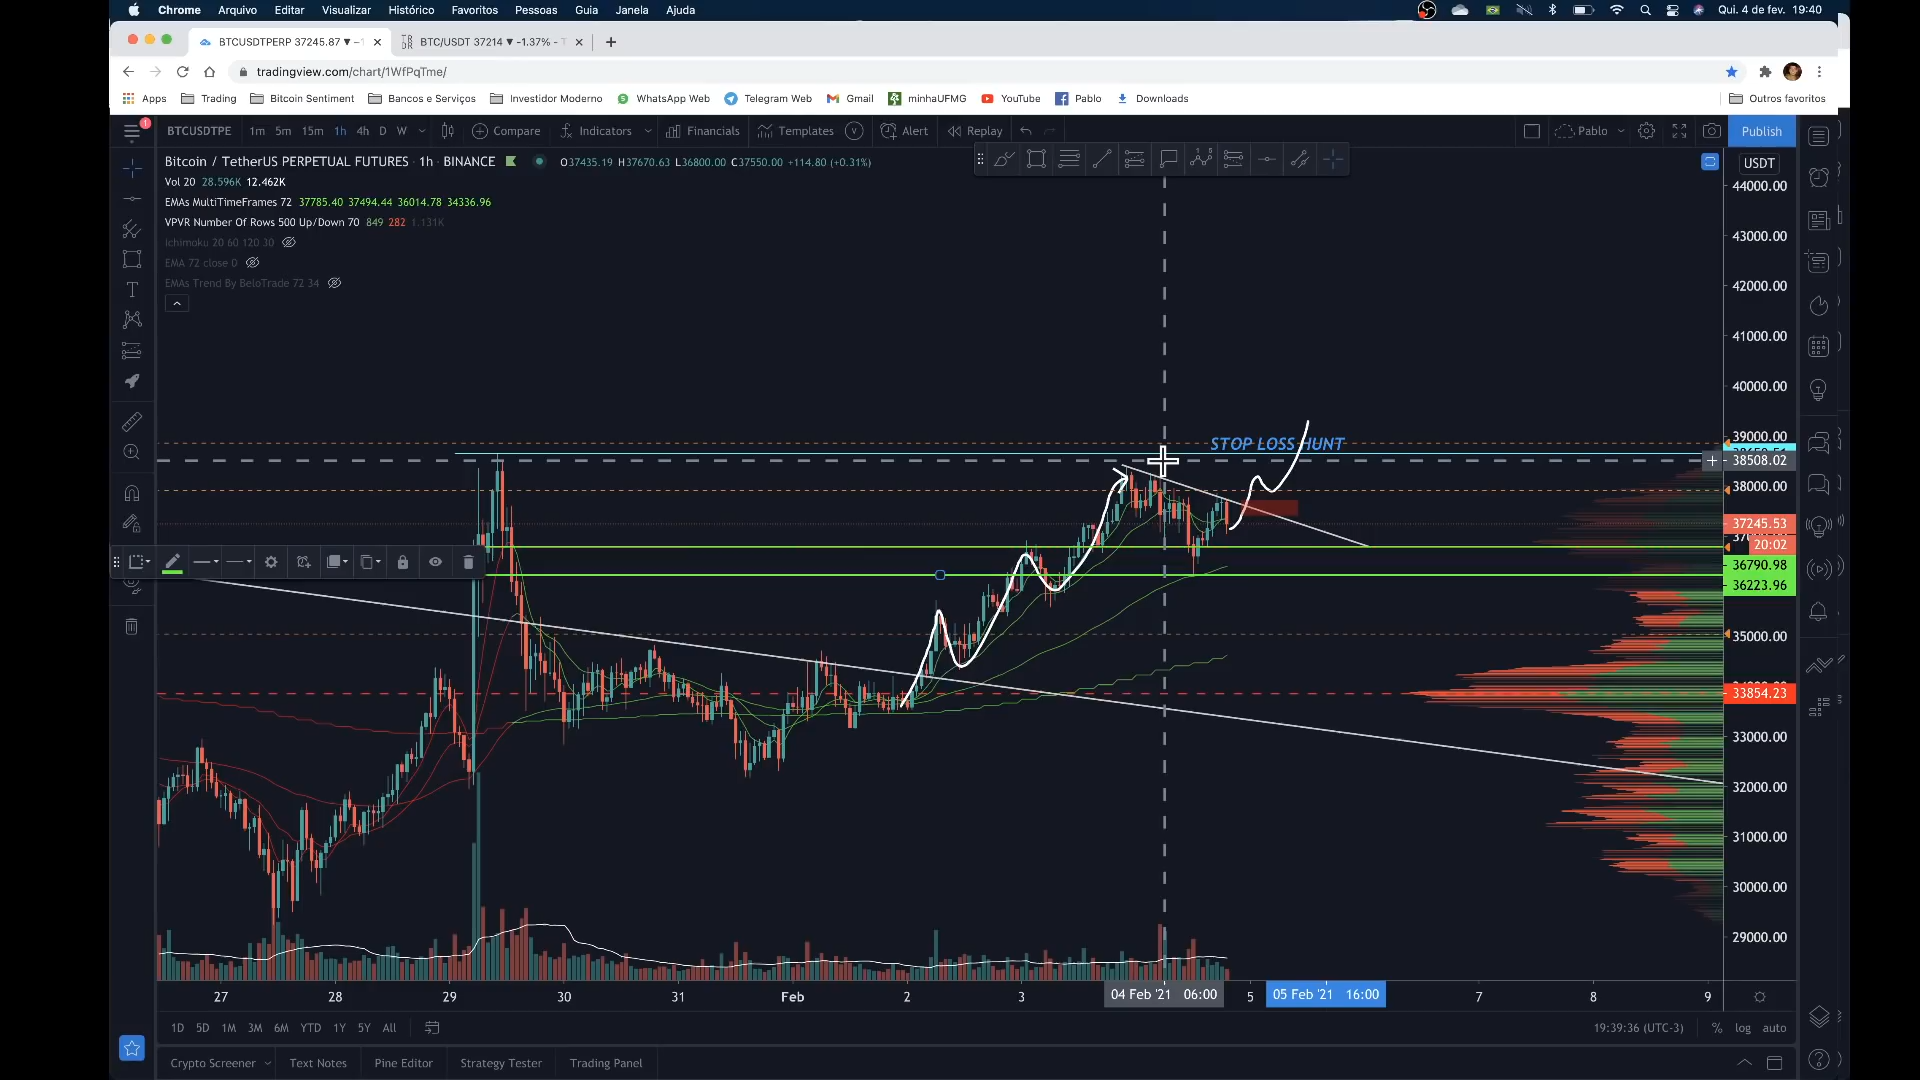 Chrome Arquivo Editar Visualizar Histórico Favoritos Pessoas Guia Janela Ajuda Qui. 4 de fev. 19:40
BTCUSDTPERP 37245.87 ▼ −1 BTC/USDT 37214 ▼ −1.37% − T
tradingview.com/chart/1WfPqTme/
Apps Trading Bitcoin Sentiment Bancos e Serviços Investidor Moderno WhatsApp Web Telegram Web Gmail minhaUFMG YouTube Pablo Downloads Outros favoritos
1 BTCUSDTPE 1m 5m 15m 1h 4h D W Compare Indicators Financials Templates Alert Replay Pablo Publish
Bitcoin / TetherUS PERPETUAL FUTURES · 1h · BINANCE O37435.19 H37670.63 L36800.00 C37550.00 +114.80 (+0.31%) USDT
Vol 20 28.596K 12.462K
EMAs MultiTimeFrames 72 37785.40 37494.44 36014.78 34336.96
VPVR Number Of Rows 500 Up/Down 70 849 282 1.131K
Ichimoku 20 60 120 30
EMA 72 close 0
EMAs Trend By BeloTrade 72 34
44000.00
43000.00
42000.00
41000.00
40000.00
39000.00
STOP LOSS HUNT
38508.02
38000.00
37245.53
20:02
36790.98
36223.96
35000.00
33854.23
33000.00
32000.00
31000.00
30000.00
29000.00
27 28 29 30 31 Feb 2 3 04 Feb '21 06:00 5 05 Feb '21 16:00 7 8 9
1D 5D 1M 3M 6M YTD 1Y 5Y All 19:39:36 (UTC-3) % log auto
Crypto Screener Text Notes Pine Editor Strategy Tester Trading Panel